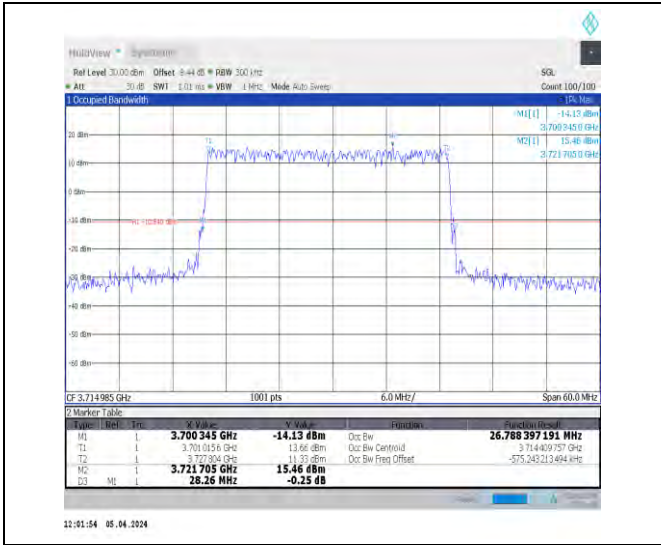 MultiView Spectrum
Ref Level 30.00 dBm Offset 8.44 dB RBW 300 kHz SGL
Att 30 dB SWT 1.01 ms VBW 1 MHz Mode Auto Sweep Count 100/100
1 Occupied Bandwidth 1Pk Max
M1[1] -14.13 dBm
3.700 345 0 GHz
M2[1] 15.46 dBm
3.721 705 0 GHz
20 dBm
10 dBm
0 dBm
-10 dBm
H1 -10.540 dBm
-20 dBm
-30 dBm
-40 dBm
-50 dBm
-60 dBm
CF 3.714985 GHz 1001 pts 6.0 MHz/ Span 60.0 MHz
2 Marker Table
Type Ref Trc X Value Y Value Function Function Result
M1 1 3.700 345 GHz -14.13 dBm Occ Bw 26.788 397 191 MHz
T1 1 3.701 015 6 GHz 13.66 dBm Occ Bw Centroid 3.714 409 757 GHz
T2 1 3.727 804 GHz 11.33 dBm Occ Bw Freq Offset -575.243 213 494 kHz
M2 1 3.721 705 GHz 15.46 dBm
D3 M1 1 28.26 MHz -0.25 dB
12:01:54 05.04.2024